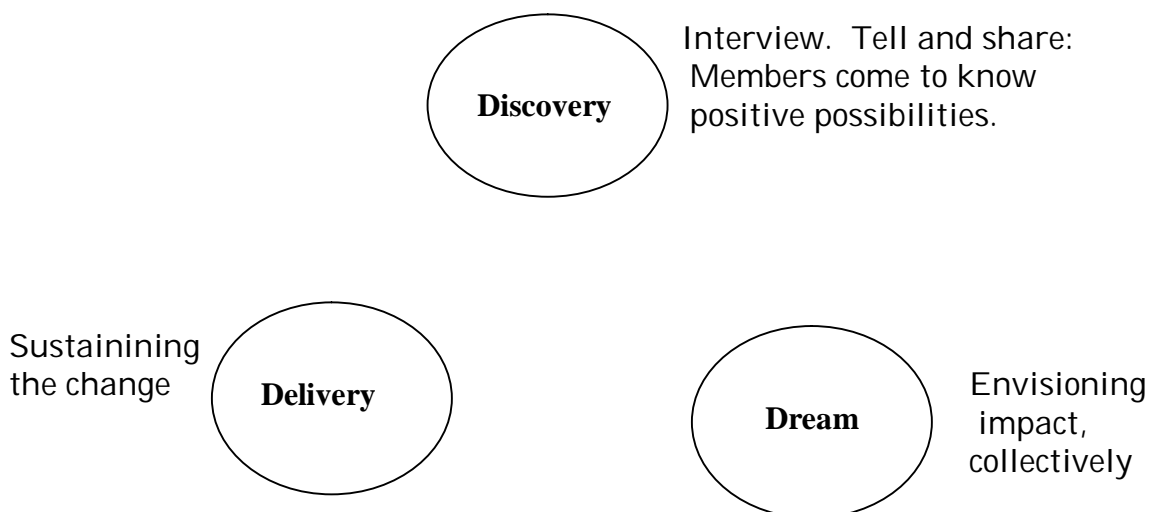 Discovery
Interview. Tell and share:
Members come to know
positive possibilities.
Sustainining
the change
Delivery
Dream
Envisioning
impact,
collectively